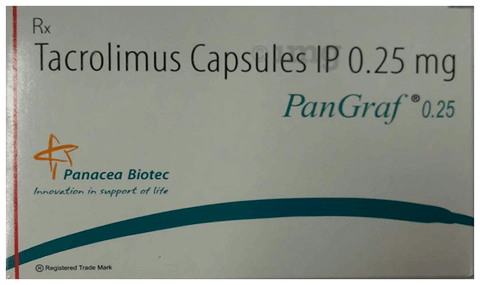 Rx
Tacrolimus Capsules IP 0.25 mg
PanGraf ® 0.25
Panacea Biotec
Innovation in support of life
® Registered Trade Mark